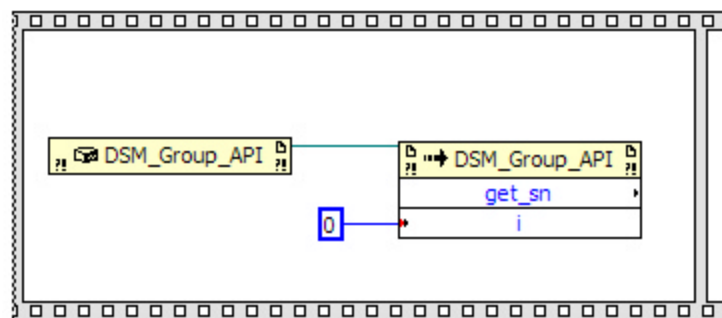 DSM_Group_API
DSM_Group_API
get_sn
0
i